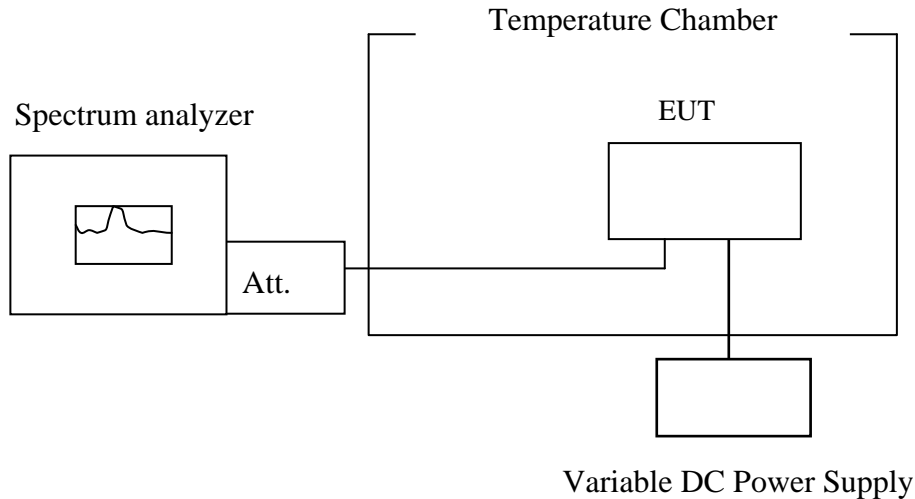 Temperature Chamber
Spectrum analyzer
EUT
Att.
Variable DC Power Supply